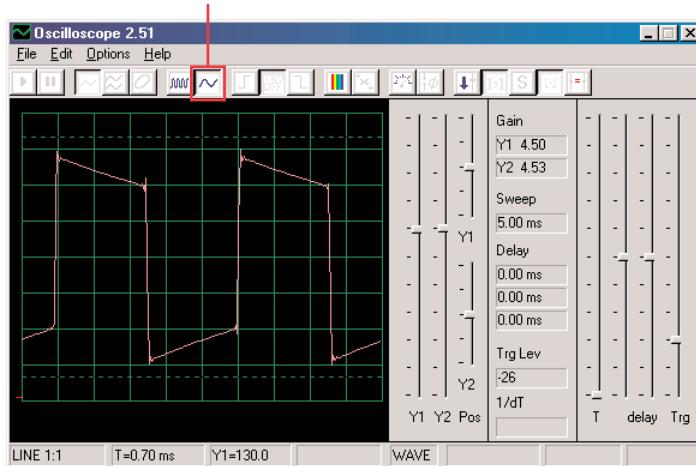 Oscilloscope 2.51
File Edit Options Help
Gain
Y1 4.50
Y2 4.53
Sweep
5.00 ms
Delay
0.00 ms
0.00 ms
0.00 ms
Trg Lev
-26
1/dT
Y1
Y2
Y1 Y2 Pos
T delay Trg
LINE 1:1 T=0.70 ms Y1=130.0 WAVE